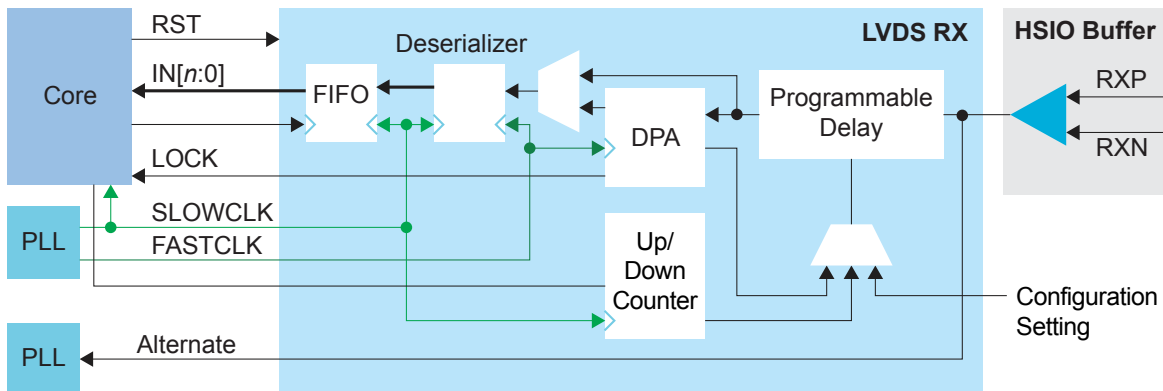 RST
LVDS RX
HSIO Buffer
Deserializer
IN[n:0]
RXP
Core
FIFO
Programmable
Delay
DPA
RXN
LOCK
SLOWCLK
PLL
FASTCLK
Up/
Down
Counter
Configuration
Setting
PLL
Alternate